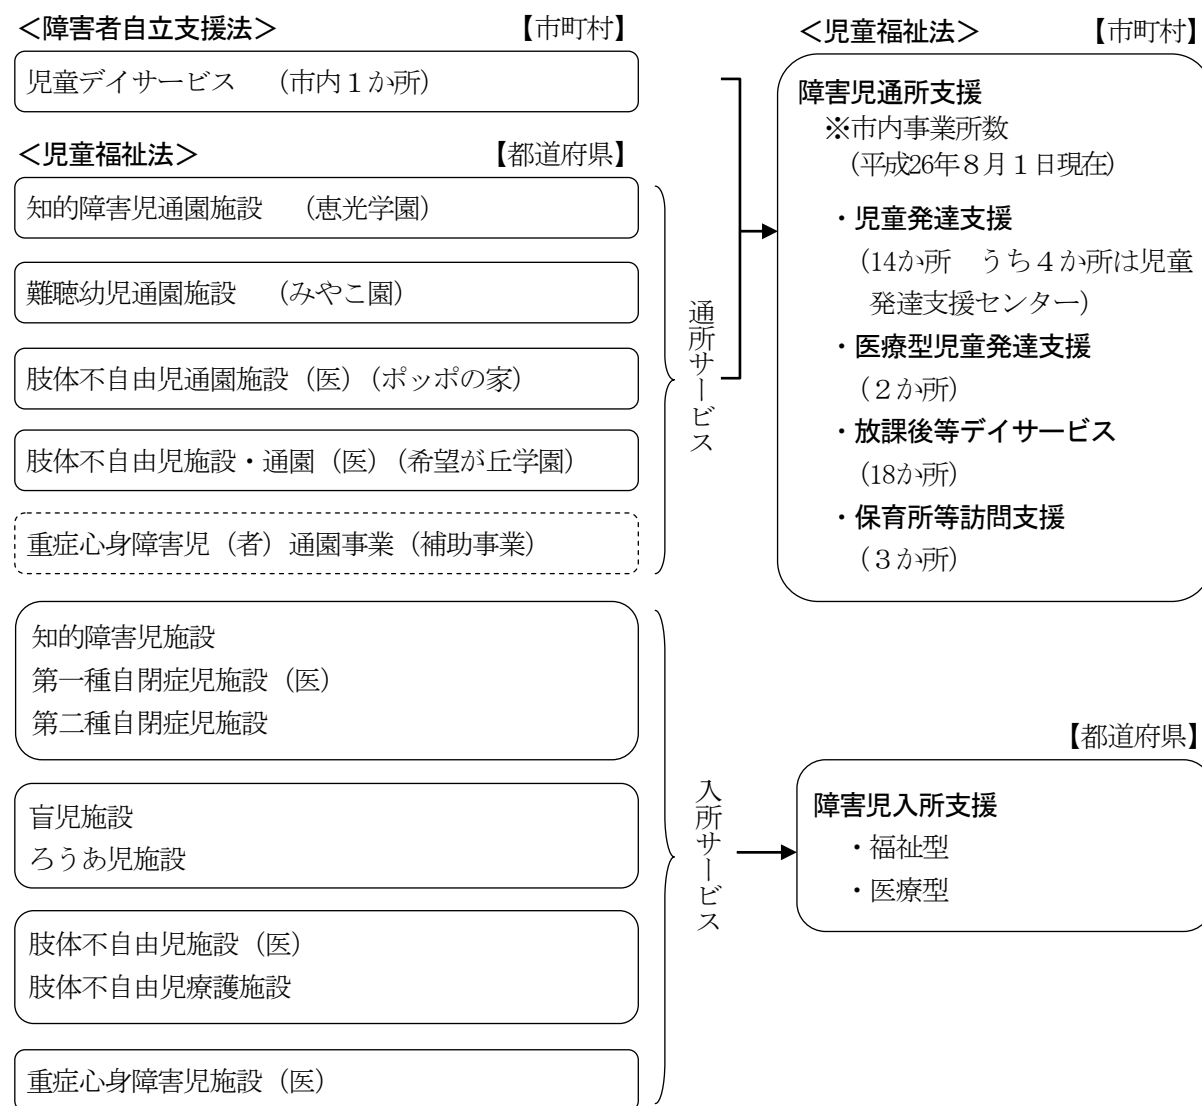 ＜障害者自立支援法＞　【市町村】
児童デイサービス　（市内１か所）
＜児童福祉法＞　【都道府県】
知的障害児通園施設　（恵光学園）
難聴幼児通園施設　（みやこ園）
肢体不自由児通園施設（医）（ポッポの家）
肢体不自由児施設・通園（医）（希望が丘学園）
重症心身障害児（者）通園事業（補助事業）
通所サービス
知的障害児施設
第一種自閉症児施設（医）
第二種自閉症児施設
盲児施設
ろうあ児施設
肢体不自由児施設（医）
肢体不自由児療護施設
重症心身障害児施設（医）
入所サービス
＜児童福祉法＞　【市町村】
障害児通所支援
※市内事業所数
（平成26年８月１日現在）
・児童発達支援
（14か所　うち４か所は児童
発達支援センター）
・医療型児童発達支援
（２か所）
・放課後等デイサービス
（18か所）
・保育所等訪問支援
（３か所）
【都道府県】
障害児入所支援
・福祉型
・医療型